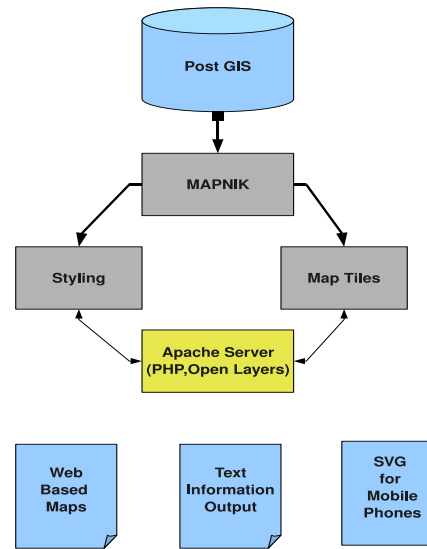 Post GIS
MAPNIK
Styling
Map Tiles
Apache Server
(PHP,Open Layers)
Web
Based
Maps
Text
Information
Output
SVG
for
Mobile
Phones